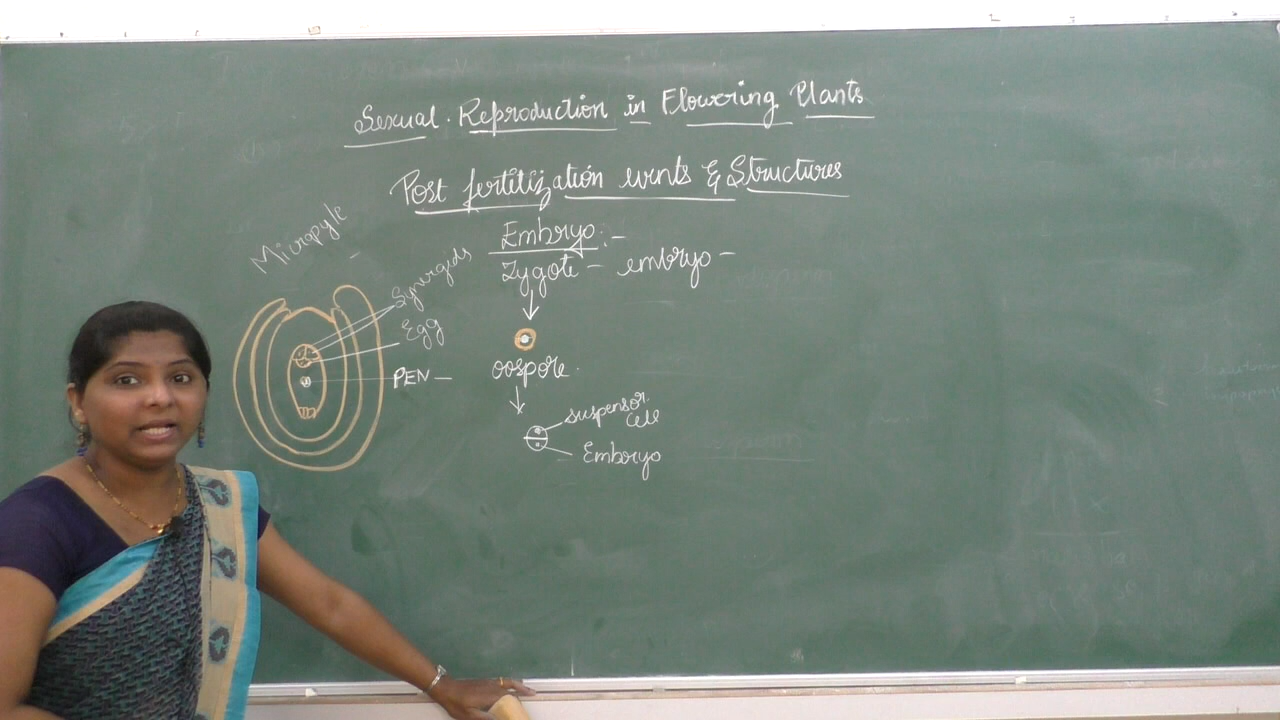 Sexual. Reproduction in Flowering Plants
Post fertilization evnts & Structures
Micropyle
Embryo:-
Zygote - embryo -
Synergids
Egg
PEN -
oospore.
suspensor
cell
Embryo